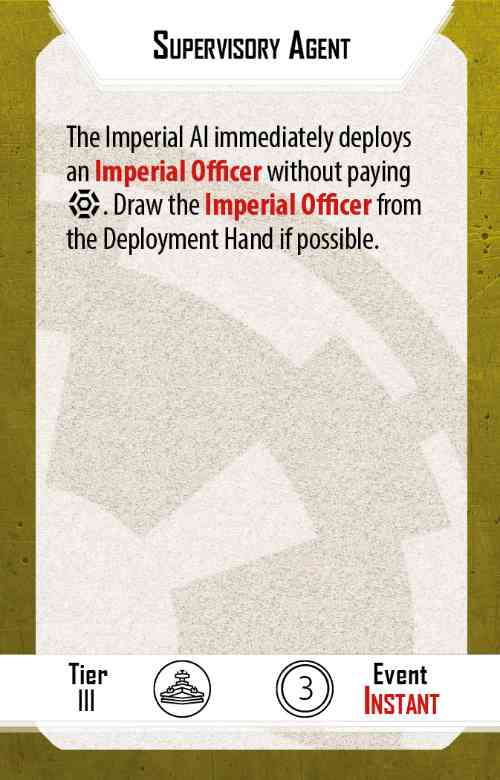 Supervisory Agent
The Imperial AI immediately deploys
an Imperial Officer without paying
. Draw the Imperial Officer from
the Deployment Hand if possible.
Tier
III
3
Event
Instant